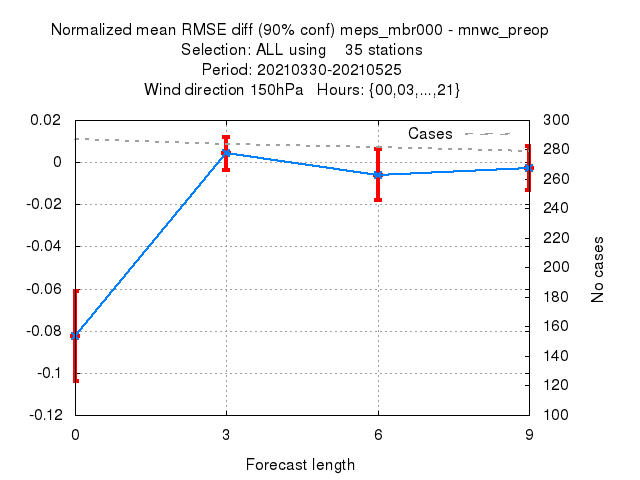 Normalized mean RMSE diff (90% conf) meps_mbr000 - mnwc_preop
Selection: ALL using    35 stations
Period: 20210330-20210525
Wind direction 150hPa   Hours: {00,03,...,21}
Cases
0.02
0
-0.02
-0.04
-0.06
-0.08
-0.1
-0.12
300
280
260
240
220
200
180
160
140
120
100
No cases
0 3 6 9
Forecast length